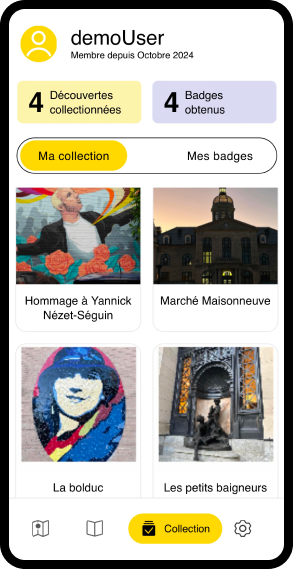 demoUser
Membre depuis Octobre 2024
4 Découvertes
collectionnées
4 Badges
obtenus
Ma collection
Mes badges
Hommage à Yannick
Nézet-Séguin
Marché Maisonneuve
La bolduc
Les petits baigneurs
Collection